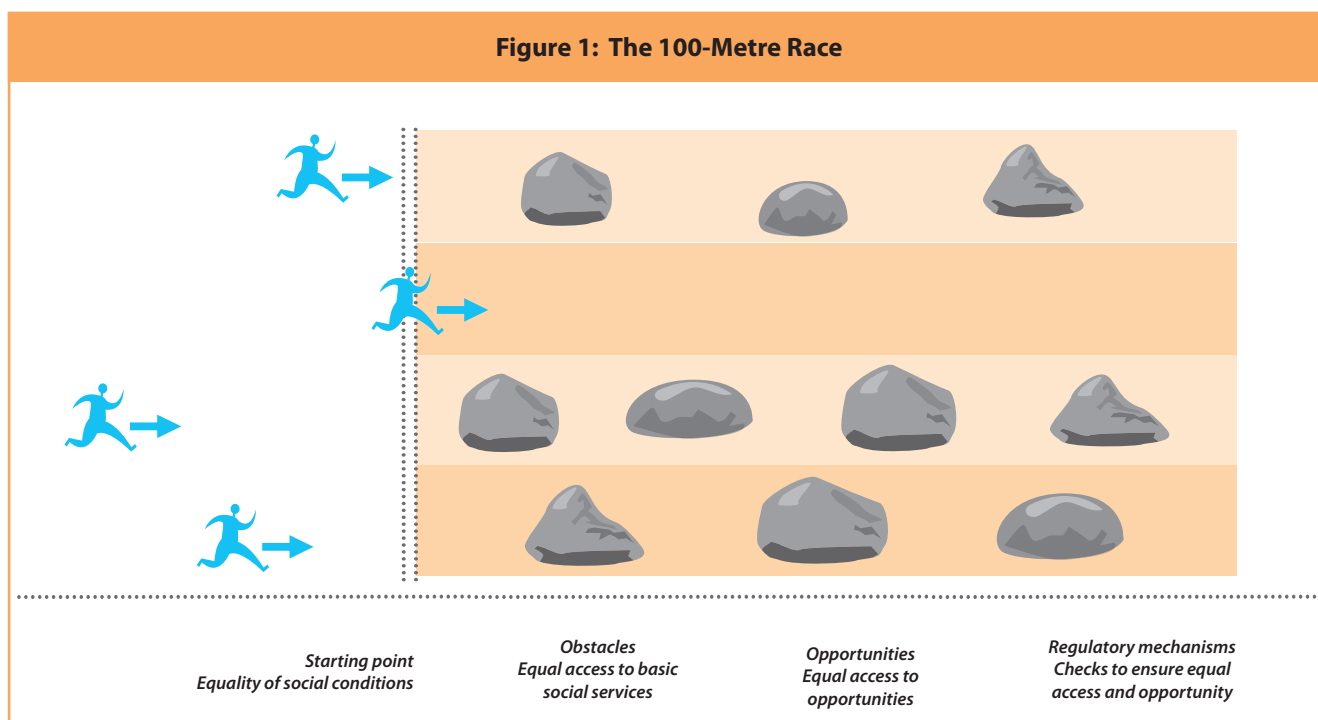 Figure 1: The 100-Metre Race
Starting point
Equality of social conditions
Obstacles
Equal access to basic
social services
Opportunities
Equal access to
opportunities
Regulatory mechanisms
Checks to ensure equal
access and opportunity